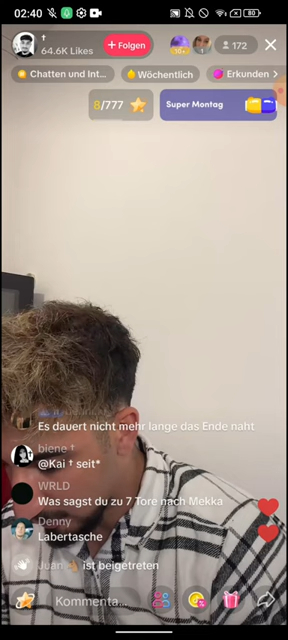 02:40
80
†
64.6K Likes
+ Folgen
172
Chatten und Int...
Wöchentlich
Erkunden
8/777
Super Montag
Es dauert nicht mehr lange das Ende naht
biene †
@Kai † seit*
WRLD
Was sagst du zu 7 Tore nach Mekka
Denny
Labertasche
Juan ist beigetreten
Kommenta...